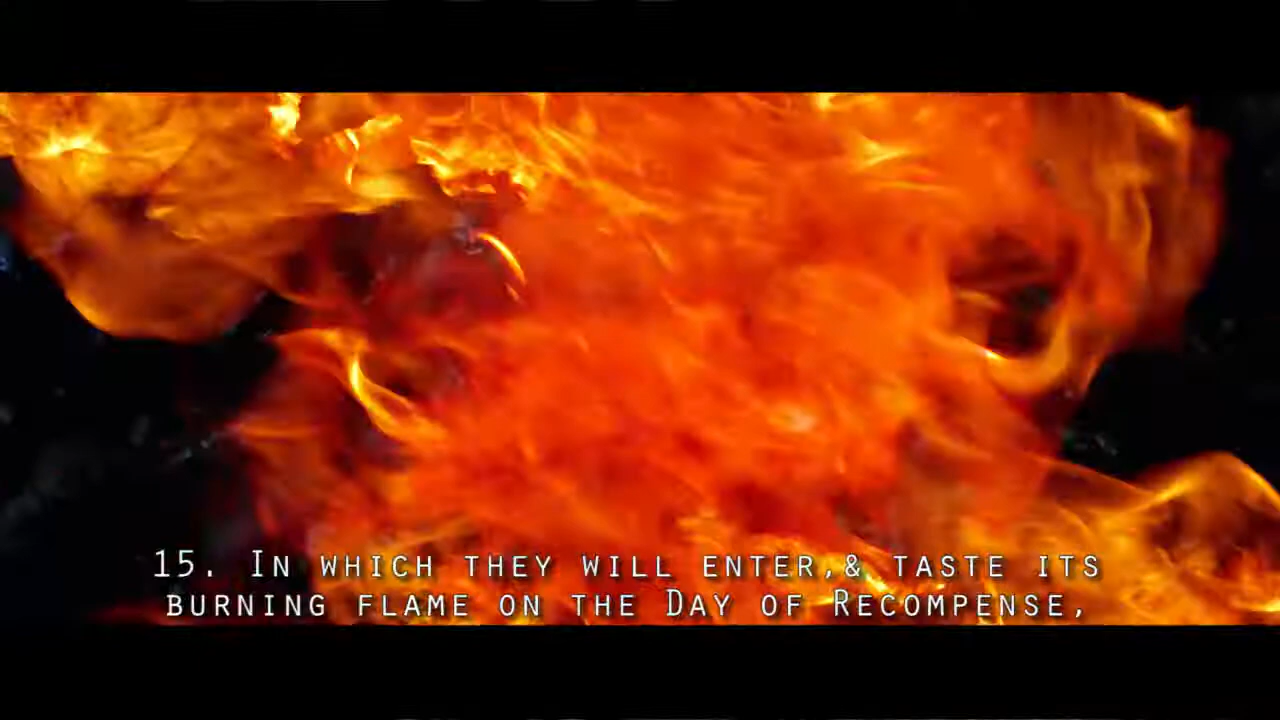 15. In which they will enter,& taste its
burning flame on the Day of Recompense,